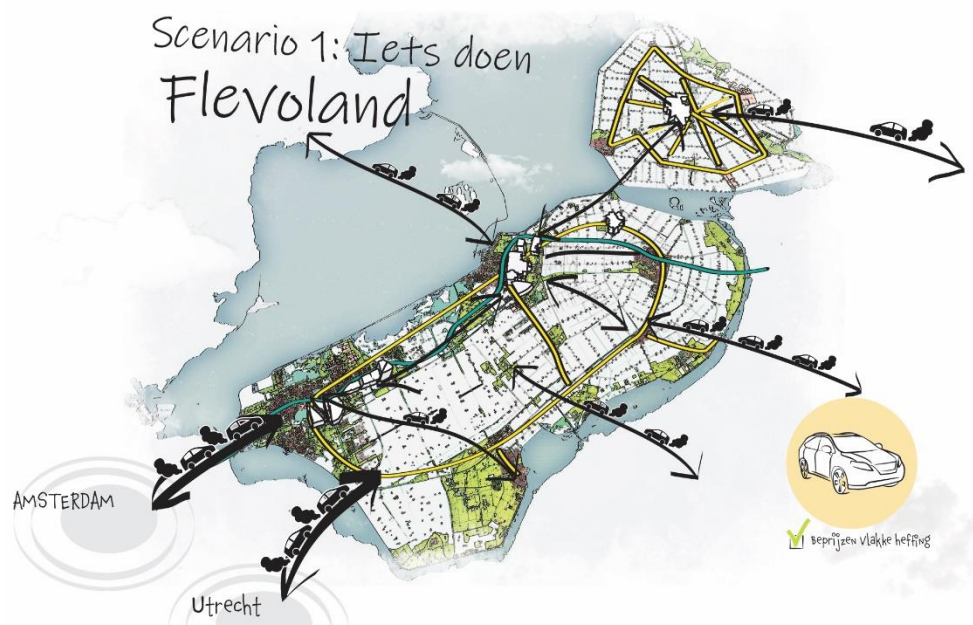 Scenario 1: Iets doen
Flevoland
AMSTERDAM
Utrecht
Beprijzen vlakke heffing